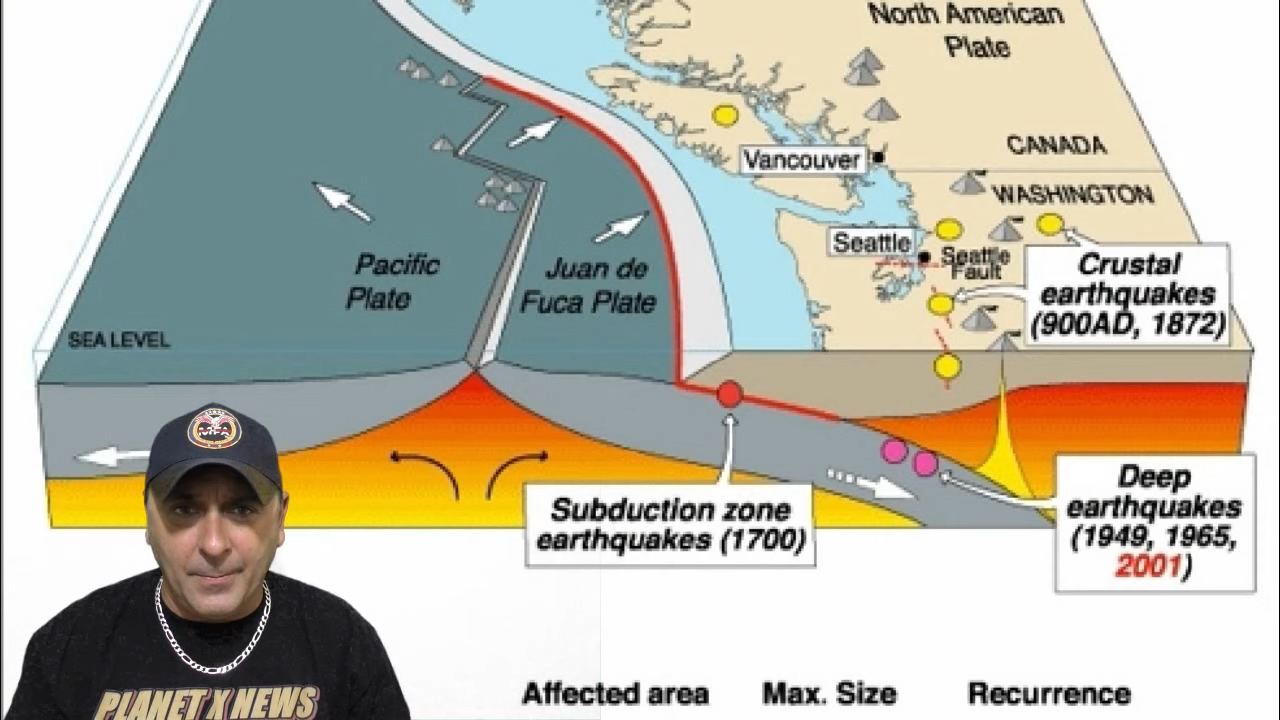 North American
Plate
CANADA
Vancouver
WASHINGTON
Seattle
Seattle
Fault
Crustal
earthquakes
(900AD, 1872)
Pacific
Plate
Juan de
Fuca Plate
SEA LEVEL
Subduction zone
earthquakes (1700)
Deep
earthquakes
(1949, 1965,
2001)
PLANET X NEWS
Affected area Max. Size Recurrence